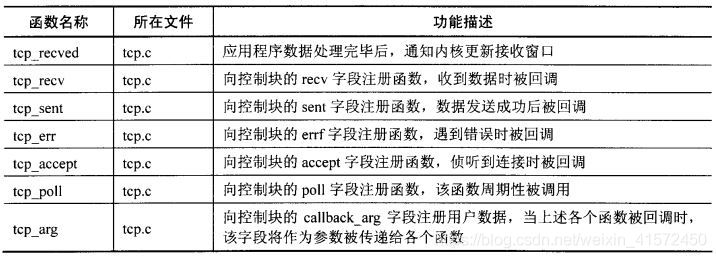 函数名称 所在文件 功能描述
tcp_recved tcp.c 应用程序数据处理完毕后，通知内核更新接收窗口
tcp_recv tcp.c 向控制块的 recv 字段注册函数，收到数据时被回调
tcp_sent tcp.c 向控制块的 sent 字段注册函数，数据发送成功后被回调
tcp_err tcp.c 向控制块的 errf 字段注册函数，遇到错误时被回调
tcp_accept tcp.c 向控制块的 accept 字段注册函数，侦听到连接时被回调
tcp_poll tcp.c 向控制块的 poll 字段注册函数，该函数周期性被调用
tcp_arg tcp.c 向控制块的 callback_arg 字段注册用户数据，当上述各个函数被回调时，
该字段将作为参数被传递给各个函数
https://blog.csdn.net/weixin_41572450